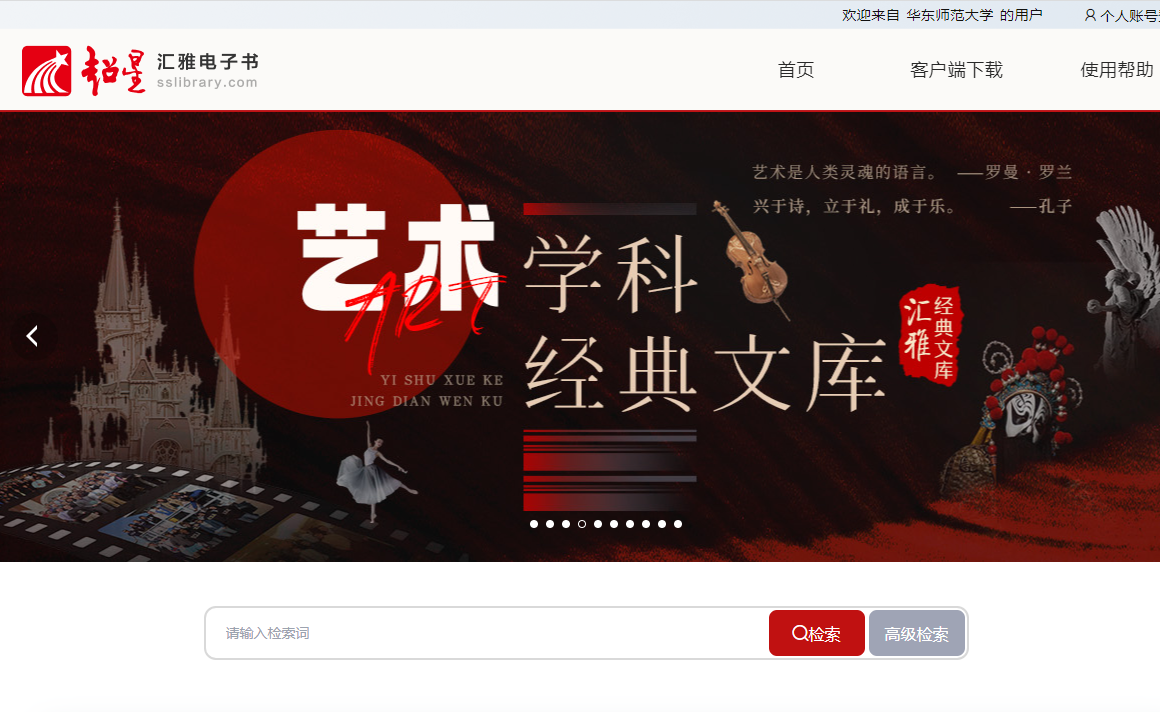 欢迎来自 华东师范大学 的用户 个人账号
超星 汇雅电子书
sslibrary.com
首页 客户端下载 使用帮助
艺术是人类灵魂的语言。 ——罗曼·罗兰
兴于诗，立于礼，成于乐。 ——孔子
艺术 学科
ART
经典文库
汇雅
经典文库
YI SHU XUE KE
JING DIAN WEN KU
请输入检索词 检索 高级检索